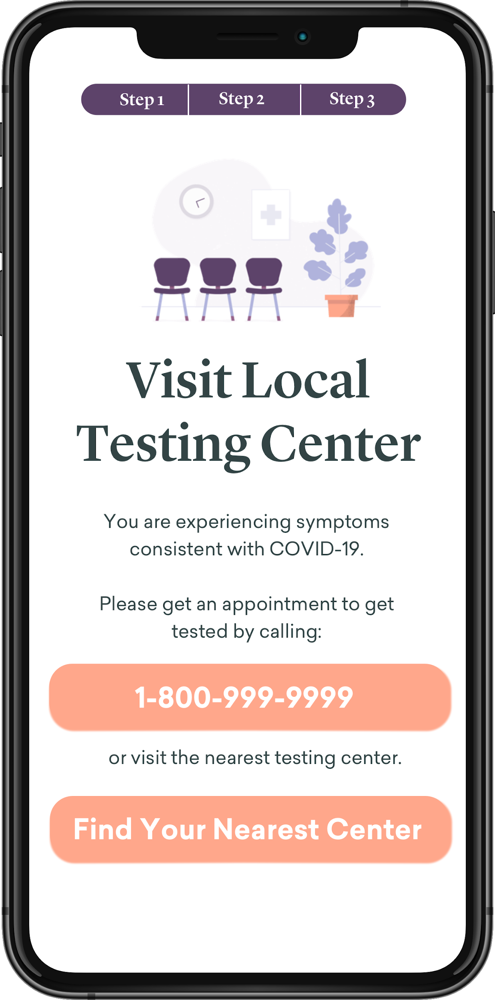 Step 1 Step 2 Step 3
Visit Local
Testing Center
You are experiencing symptoms
consistent with COVID-19.
Please get an appointment to get
tested by calling:
1-800-999-9999
or visit the nearest testing center.
Find Your Nearest Center